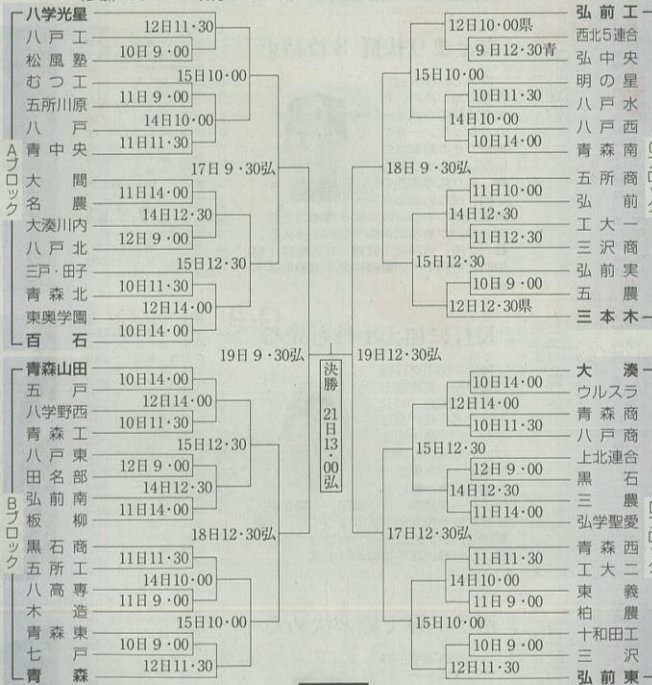 Aブロック
八学光星
八戸工
松風塾
むつ工
五所川原
八戸
青中央
大間
名農
大湊川内
八戸北
三戸・田子
青森北
東奥学園
百石
12日11・30
10日9・00
15日10・00
11日9・00
14日10・00
11日11・30
17日9・30弘
11日14・00
14日12・30
12日9・00
15日12・30
10日11・30
12日14・00
10日14・00
Bブロック
青森山田
五戸
八学野西
青森工
八戸東
田名部
弘前南
板柳
黒石商
五所工
八高専
木造
青森東
七戸
青森
10日14・00
12日14・00
10日11・30
15日12・30
12日9・00
14日12・30
11日14・00
18日12・30弘
11日11・30
14日10・00
11日9・00
15日10・00
10日9・00
12日11・30
19日9・30弘
決勝 21日13・00弘
19日12・30弘
弘前工
西北5連合
弘中央
明の星
八戸水
八戸西
青森南
五所商
弘前
工大一
三沢商
弘前実
五農
三本木
12日10・00県
9日12・30青
15日10・00
10日11・30
14日10・00
10日14・00
18日9・30弘
11日10・00
14日12・30
11日12・30
15日12・30
10日9・00
12日12・30県
大湊
ウルスラ
青森商
八戸商
上北連合
黒石
三農
弘学聖愛
青森西
工大二
東義
柏農
十和田工
三沢
弘前東
10日14・00
12日14・00
10日11・30
15日12・30
12日9・00
14日12・30
11日14・00
17日12・30弘
11日11・30
14日10・00
11日9・00
15日10・00
10日9・00
12日11・30